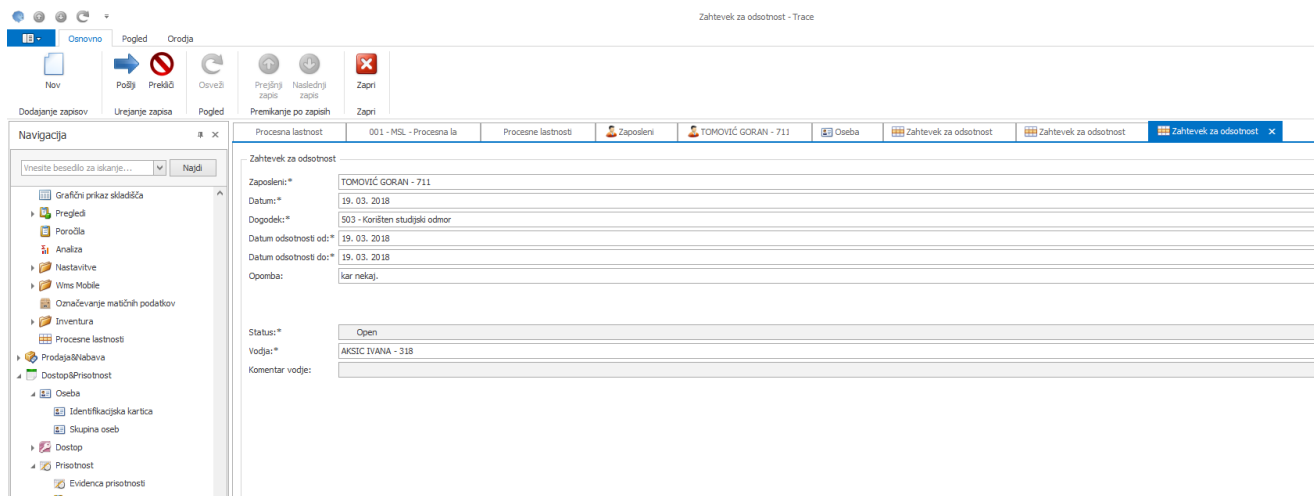 Zahtevek za odsotnost - Trace
Osnovno Pogled Orodja
Nov Pošlji Prekliči Osveži Prejšnji zapis Naslednji zapis Zapri
Dodajanje zapisov Urejanje zapisa Pogled Premikanje po zapisih Zapri
Navigacija
Vnesite besedilo za iskanje... Najdi
Grafični prikaz skladišča
Pregledi
Poročila
Analiza
Nastavitve
Wms Mobile
Označevanje matičnih podatkov
Inventura
Procesne lastnosti
Prodaja&Nabava
Dostop&Prisotnost
Oseba
Identifikacijska kartica
Skupina oseb
Dostop
Prisotnost
Evidenca prisotnosti
Procesna lastnost 001 - MSL - Procesna la Procesne lastnosti Zaposleni TOMOVIĆ GORAN - 711 Oseba Zahtevek za odsotnost Zahtevek za odsotnost Zahtevek za odsotnost
Zahtevek za odsotnost
Zaposleni:* TOMOVIĆ GORAN - 711
Datum:* 19. 03. 2018
Dogodek:* 503 - Korišten studijski odmor
Datum odsotnosti od:* 19. 03. 2018
Datum odsotnosti do:* 19. 03. 2018
Opomba: kar nekaj.
Status:* Open
Vodja:* AKSIC IVANA - 318
Komentar vodje: